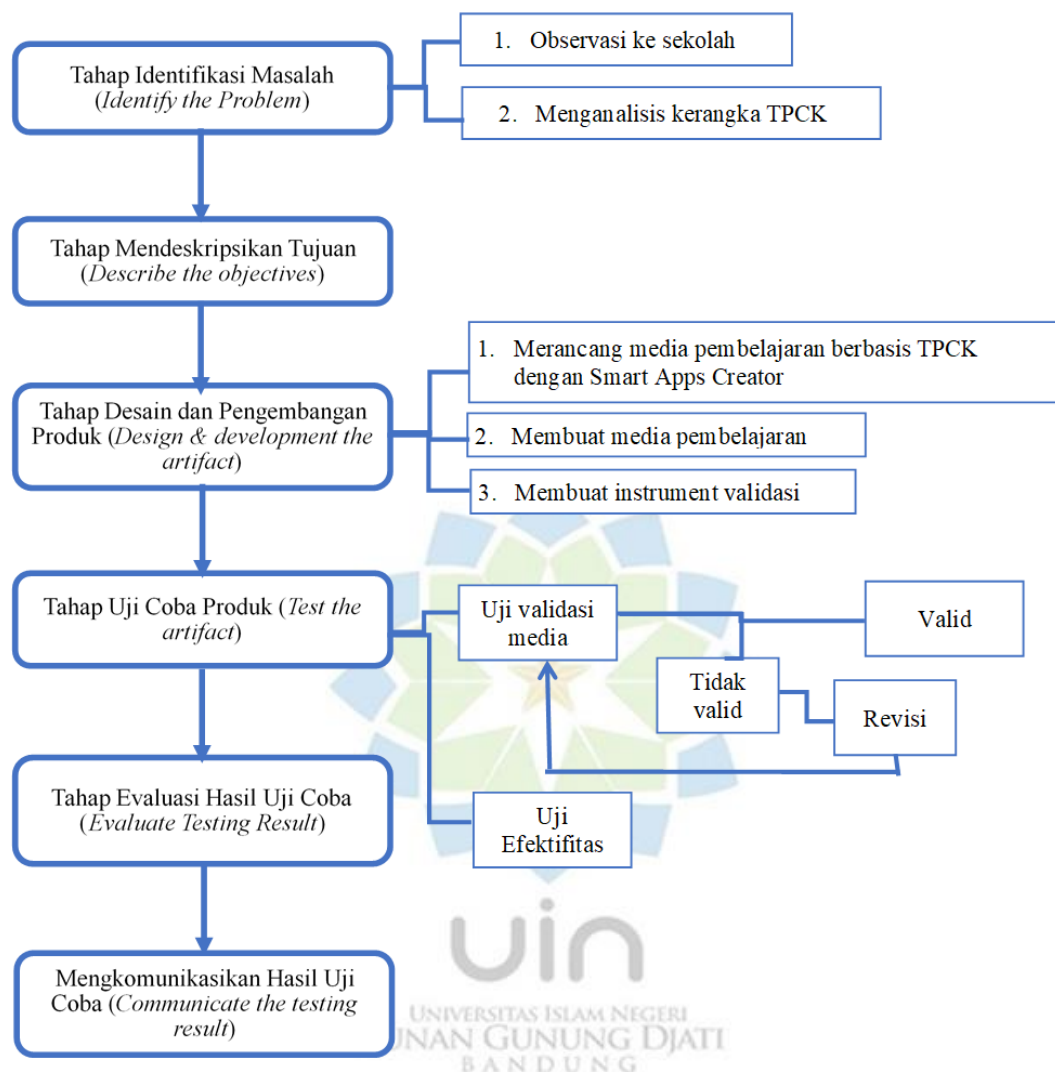 1. Observasi ke sekolah
Tahap Identifikasi Masalah
(Identify the Problem)
2. Menganalisis kerangka TPCK
Tahap Mendeskripsikan Tujuan
(Describe the objectives)
1. Merancang media pembelajaran berbasis TPCK
dengan Smart Apps Creator
Tahap Desain dan Pengembangan
Produk (Design & development the
artifact)
2. Membuat media pembelajaran
3. Membuat instrument validasi
Tahap Uji Coba Produk (Test the
artifact)
Uji validasi
media
Valid
Tidak
valid
Revisi
Tahap Evaluasi Hasil Uji Coba
(Evaluate Testing Result)
Uji
Efektifitas
Mengkomunikasikan Hasil Uji
Coba (Communicate the testing
result)
uin
UNIVERSITAS ISLAM NEGERI
UNAN GUNUNG DJATI
BANDUNG